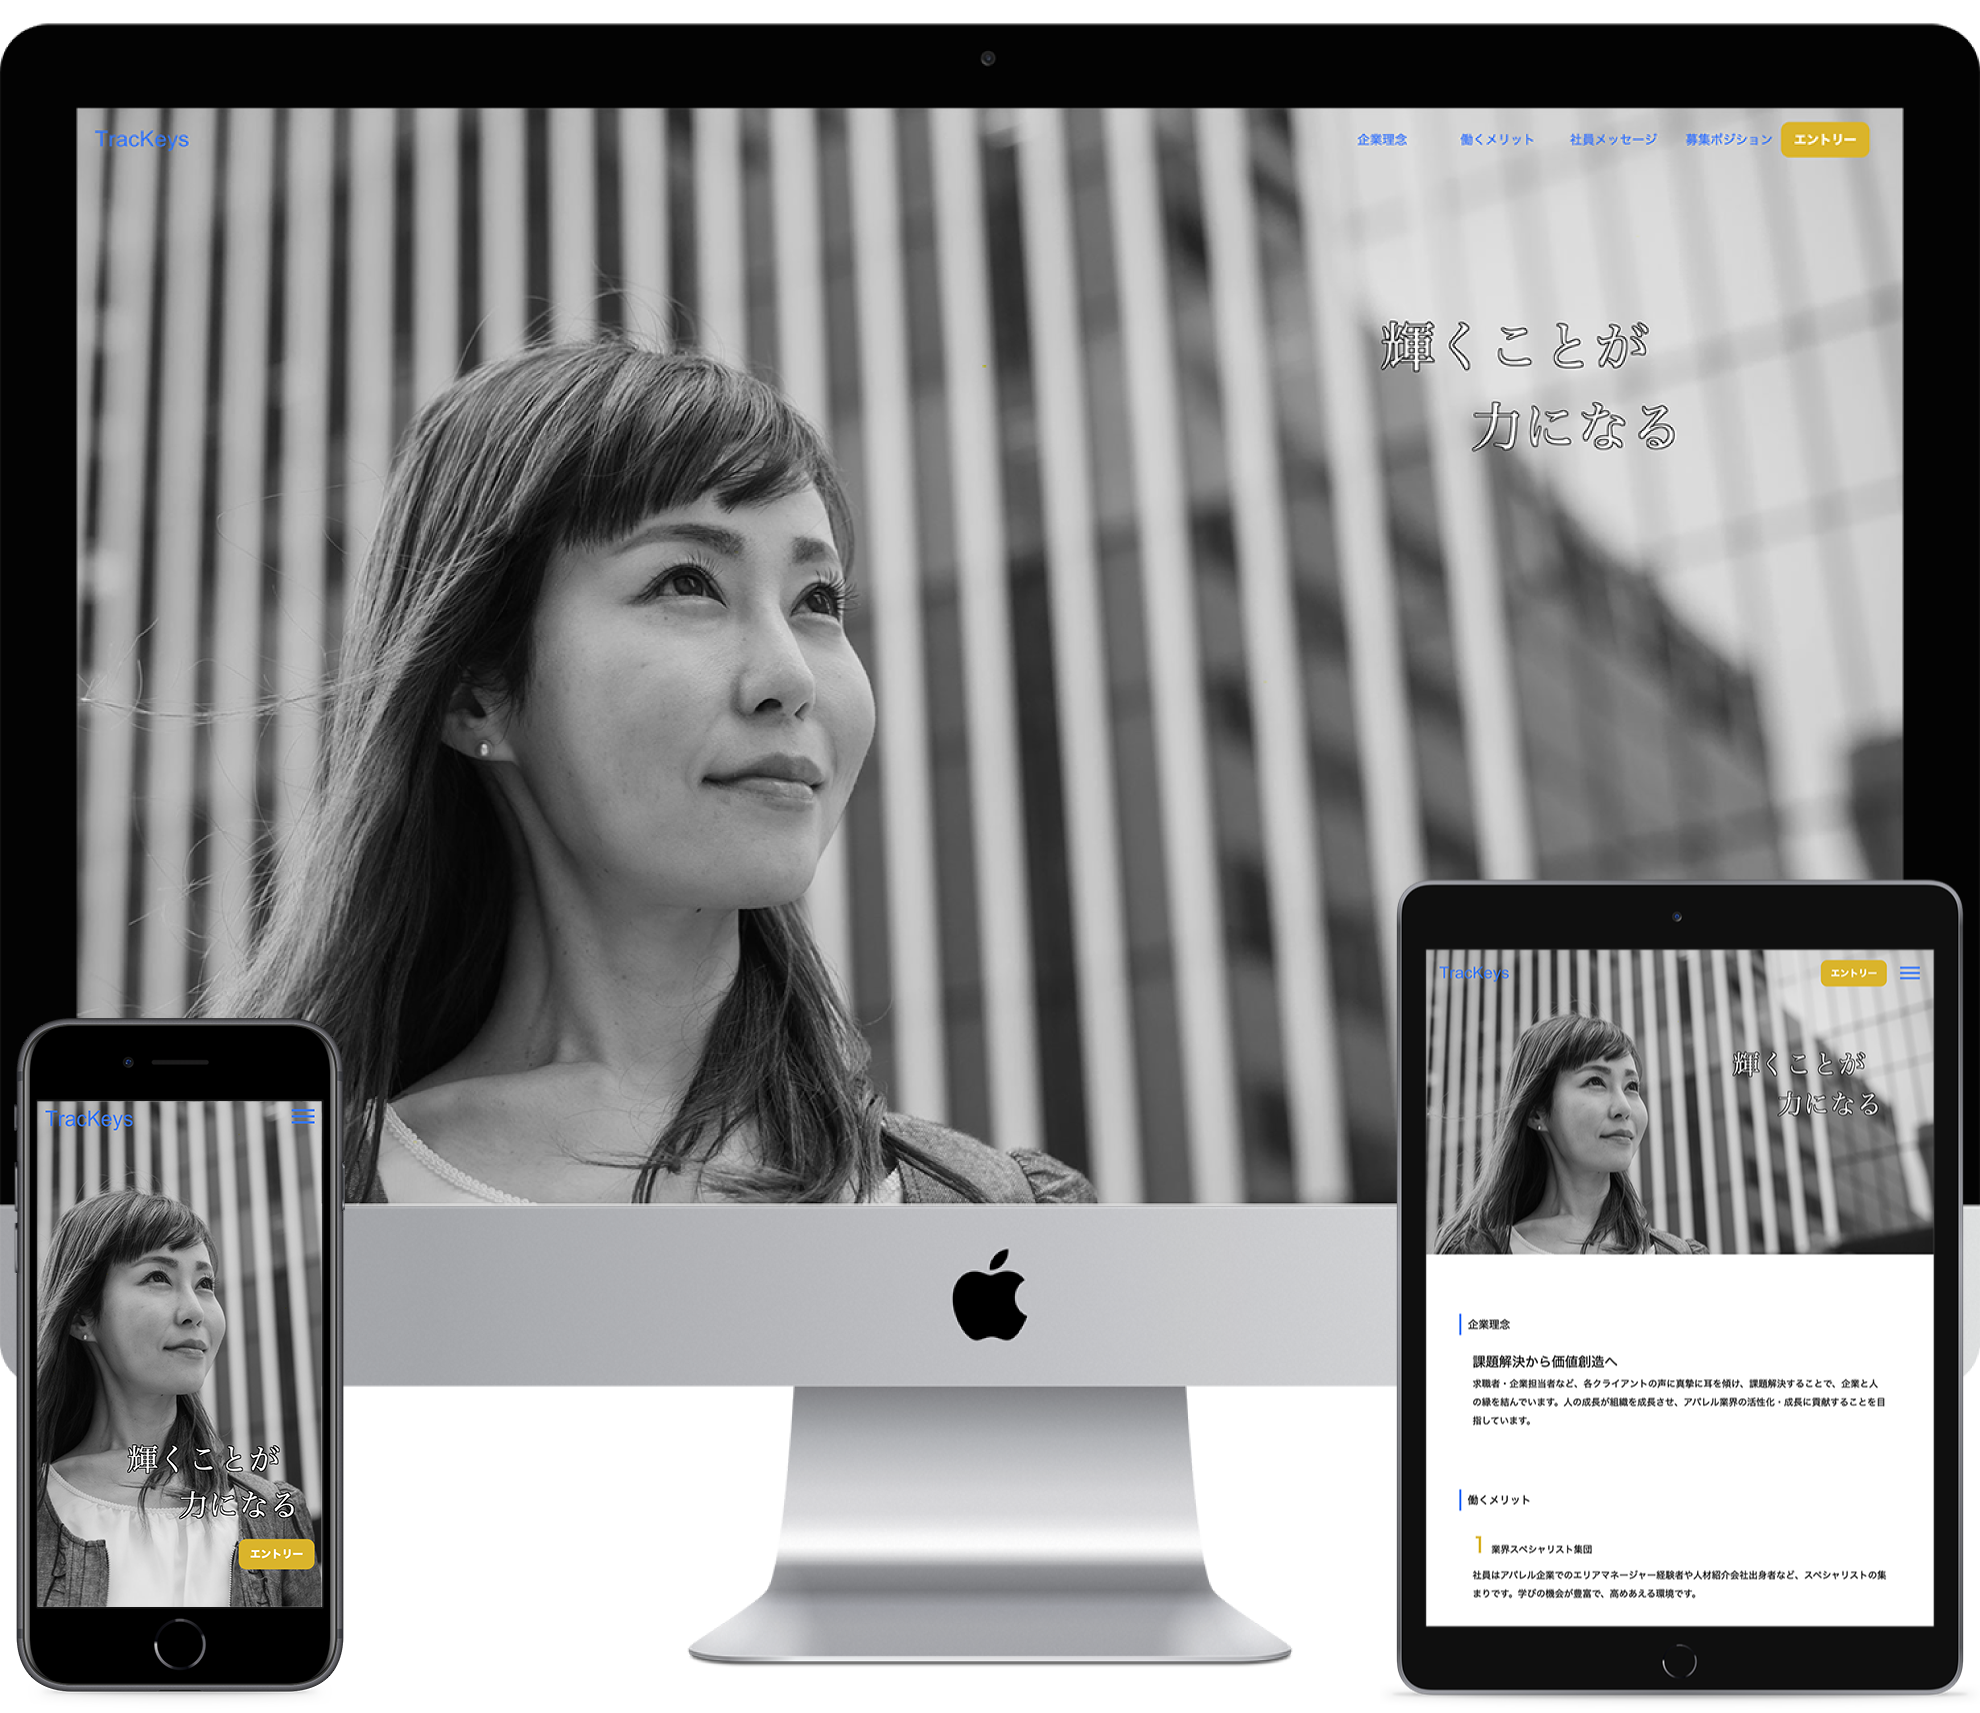 TracKeys
企業理念 働くメリット 社員メッセージ 募集ポジション エントリー
輝くことが
力になる
TracKeys
輝くことが
力になる
エントリー
TracKeys エントリー
輝くことが
力になる
企業理念
課題解決から価値創造へ
求職者・企業担当者など、各クライアントの声に真摯に耳を傾け、課題解決することで、企業と人
の縁を結んでいます。人の成長が組織を成長させ、アパレル業界の活性化・成長に貢献することを目
指しています。
働くメリット
1 業界スペシャリスト集団
社員はアパレル企業でのエリアマネージャー経験者や人材紹介会社出身者など、スペシャリストの集
まりです。学びの機会が豊富で、高めあえる環境です。